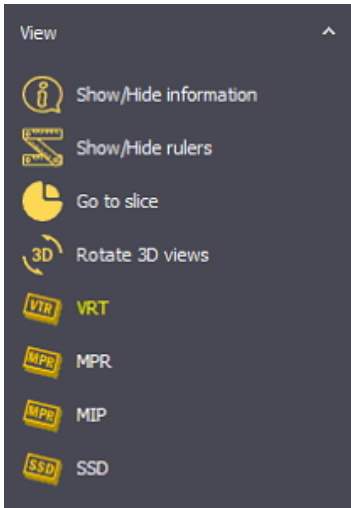 View
Show/Hide information
Show/Hide rulers
Go to slice
3D Rotate 3D views
VTR VRT
MPR MPR
MPR MIP
SSD SSD